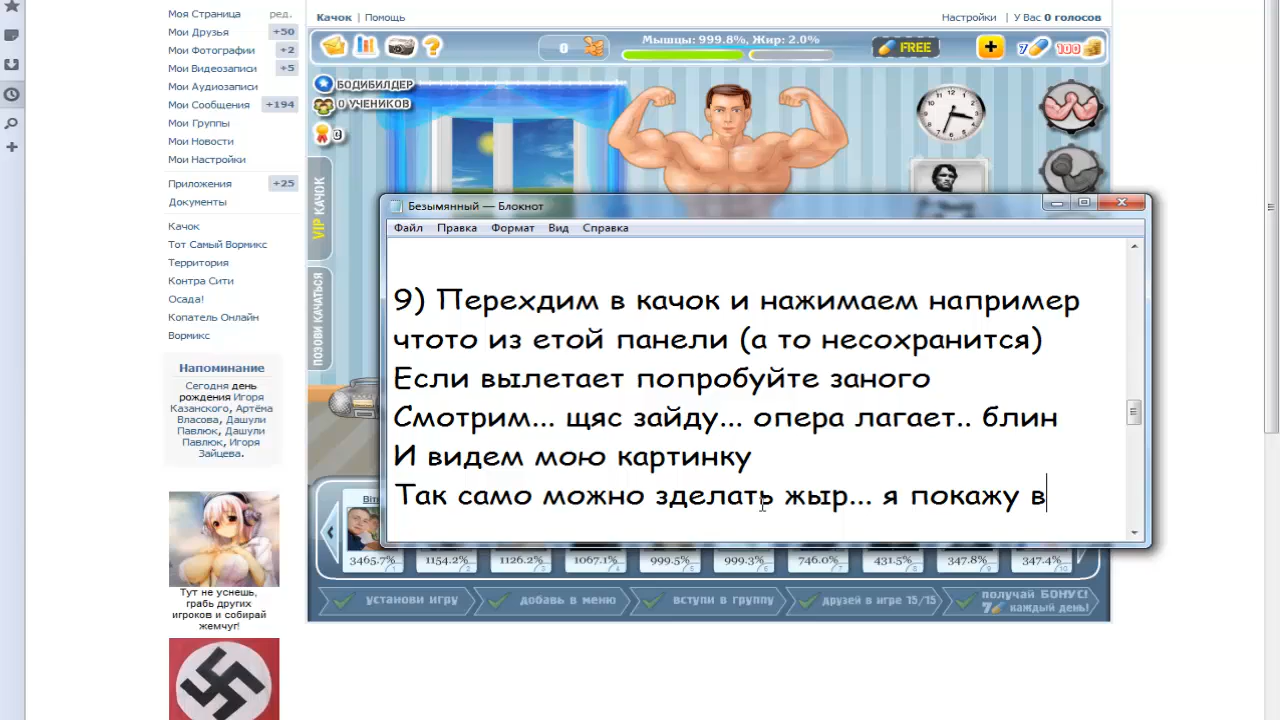 Моя Страница ред.
Мои Друзья +50
Мои Фотографии +2
Мои Видеозаписи +5
Мои Аудиозаписи
Мои Сообщения +194
Мои Группы
Мои Новости
Мои Настройки
Приложения +25
Документы
Качок
Тот Самый Вормикс
Территория
Контра Сити
Осада!
Копатель Онлайн
Вормикс
Напоминание
Сегодня день
рождения Игоря
Казанского, Артёма
Власова, Дашули
Павлюк, Дашули
Павлюк, Игоря
Зайцева.
Тут не уснешь,
грабь других
игроков и собирай
жемчуг!
Качок | Помощь
Настройки | У Вас 0 голосов
0
Мышцы: 999.8%, Жир: 2.0%
FREE
7
100
БОДИБИЛДЕР
0 УЧЕНИКОВ
0
VIP КАЧОК
ПОЗОВИ КАЧАТЬСЯ
Безымянный — Блокнот
Файл Правка Формат Вид Справка
9) Перехдим в качок и нажимаем например
чтото из етой панели (а то несохранится)
Если вылетает попробуйте заного
Смотрим... щяс зайду... опера лагает.. блин
И видем мою картинку
Так само можно зделать жыр... я покажу в
3465.7% 1154.2% 1126.2% 1067.1% 999.5% 999.3% 746.0% 431.5% 347.8% 347.4%
установи игру
добавь в меню
вступи в группу
друзей в игре 15/15
получай БОНУС!
7 каждый день!